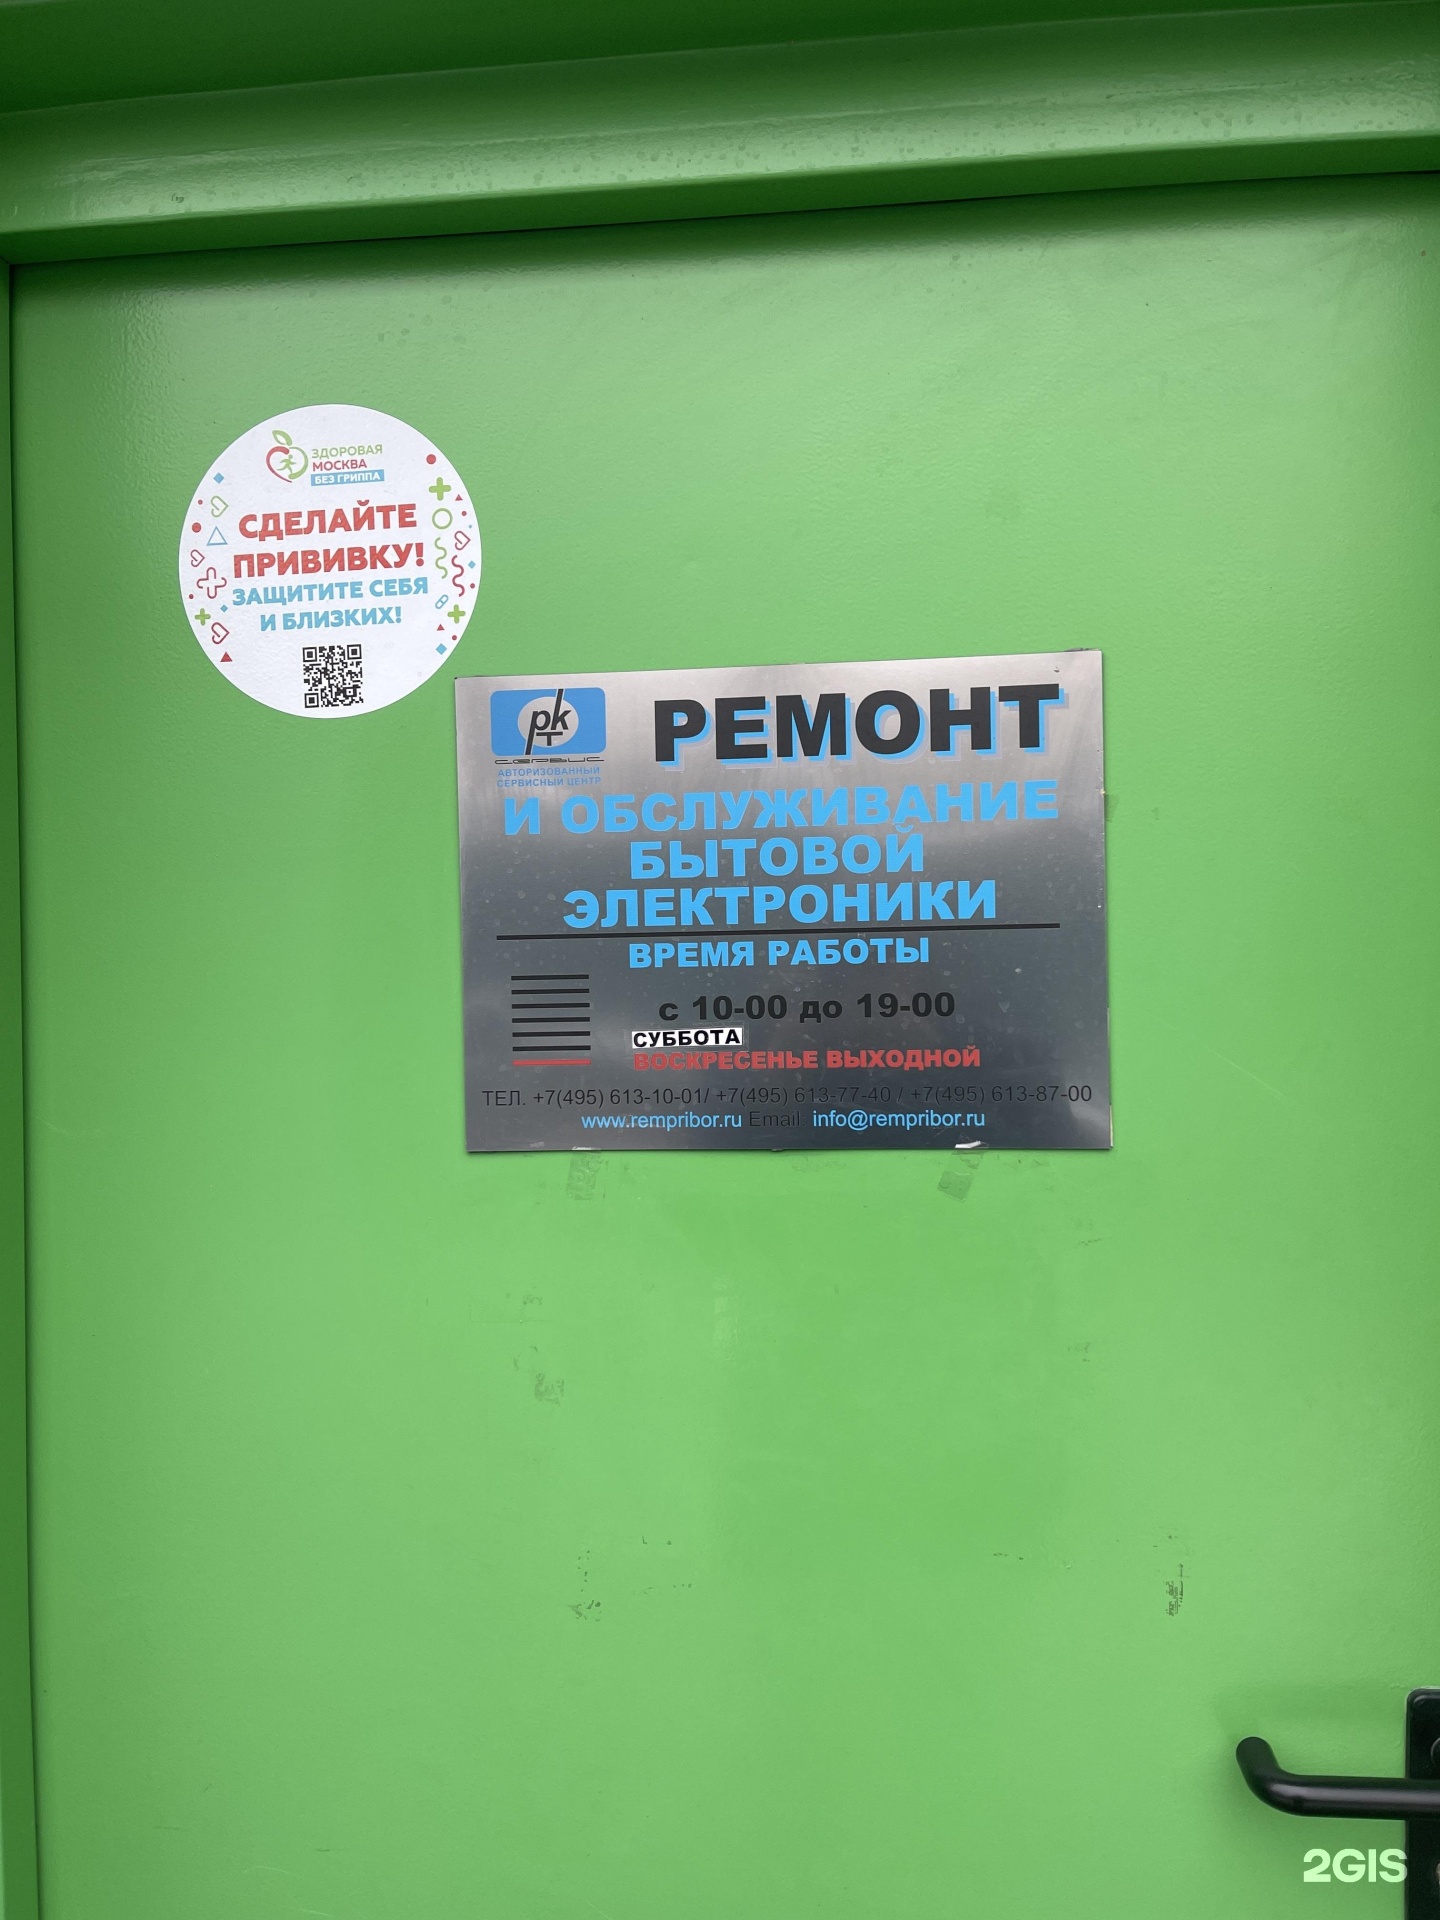 ЗДОРОВАЯ
МОСКВА
БЕЗ ГРИППА
СДЕЛАЙТЕ
ПРИВИВКУ!
ЗАЩИТИТЕ СЕБЯ
И БЛИЗКИХ!
ркт
СЕРВИС
АВТОРИЗОВАННЫЙ
СЕРВИСНЫЙ ЦЕНТР
РЕМОНТ
И ОБСЛУЖИВАНИЕ
БЫТОВОЙ
ЭЛЕКТРОНИКИ
ВРЕМЯ РАБОТЫ
с 10-00 до 19-00
СУББОТА
ВОСКРЕСЕНЬЕ ВЫХОДНОЙ
ТЕЛ. +7(495) 613-10-01/ +7(495) 613-77-40 / +7(495) 613-87-00
www.rempribor.ru Email info@rempribor.ru
2GIS